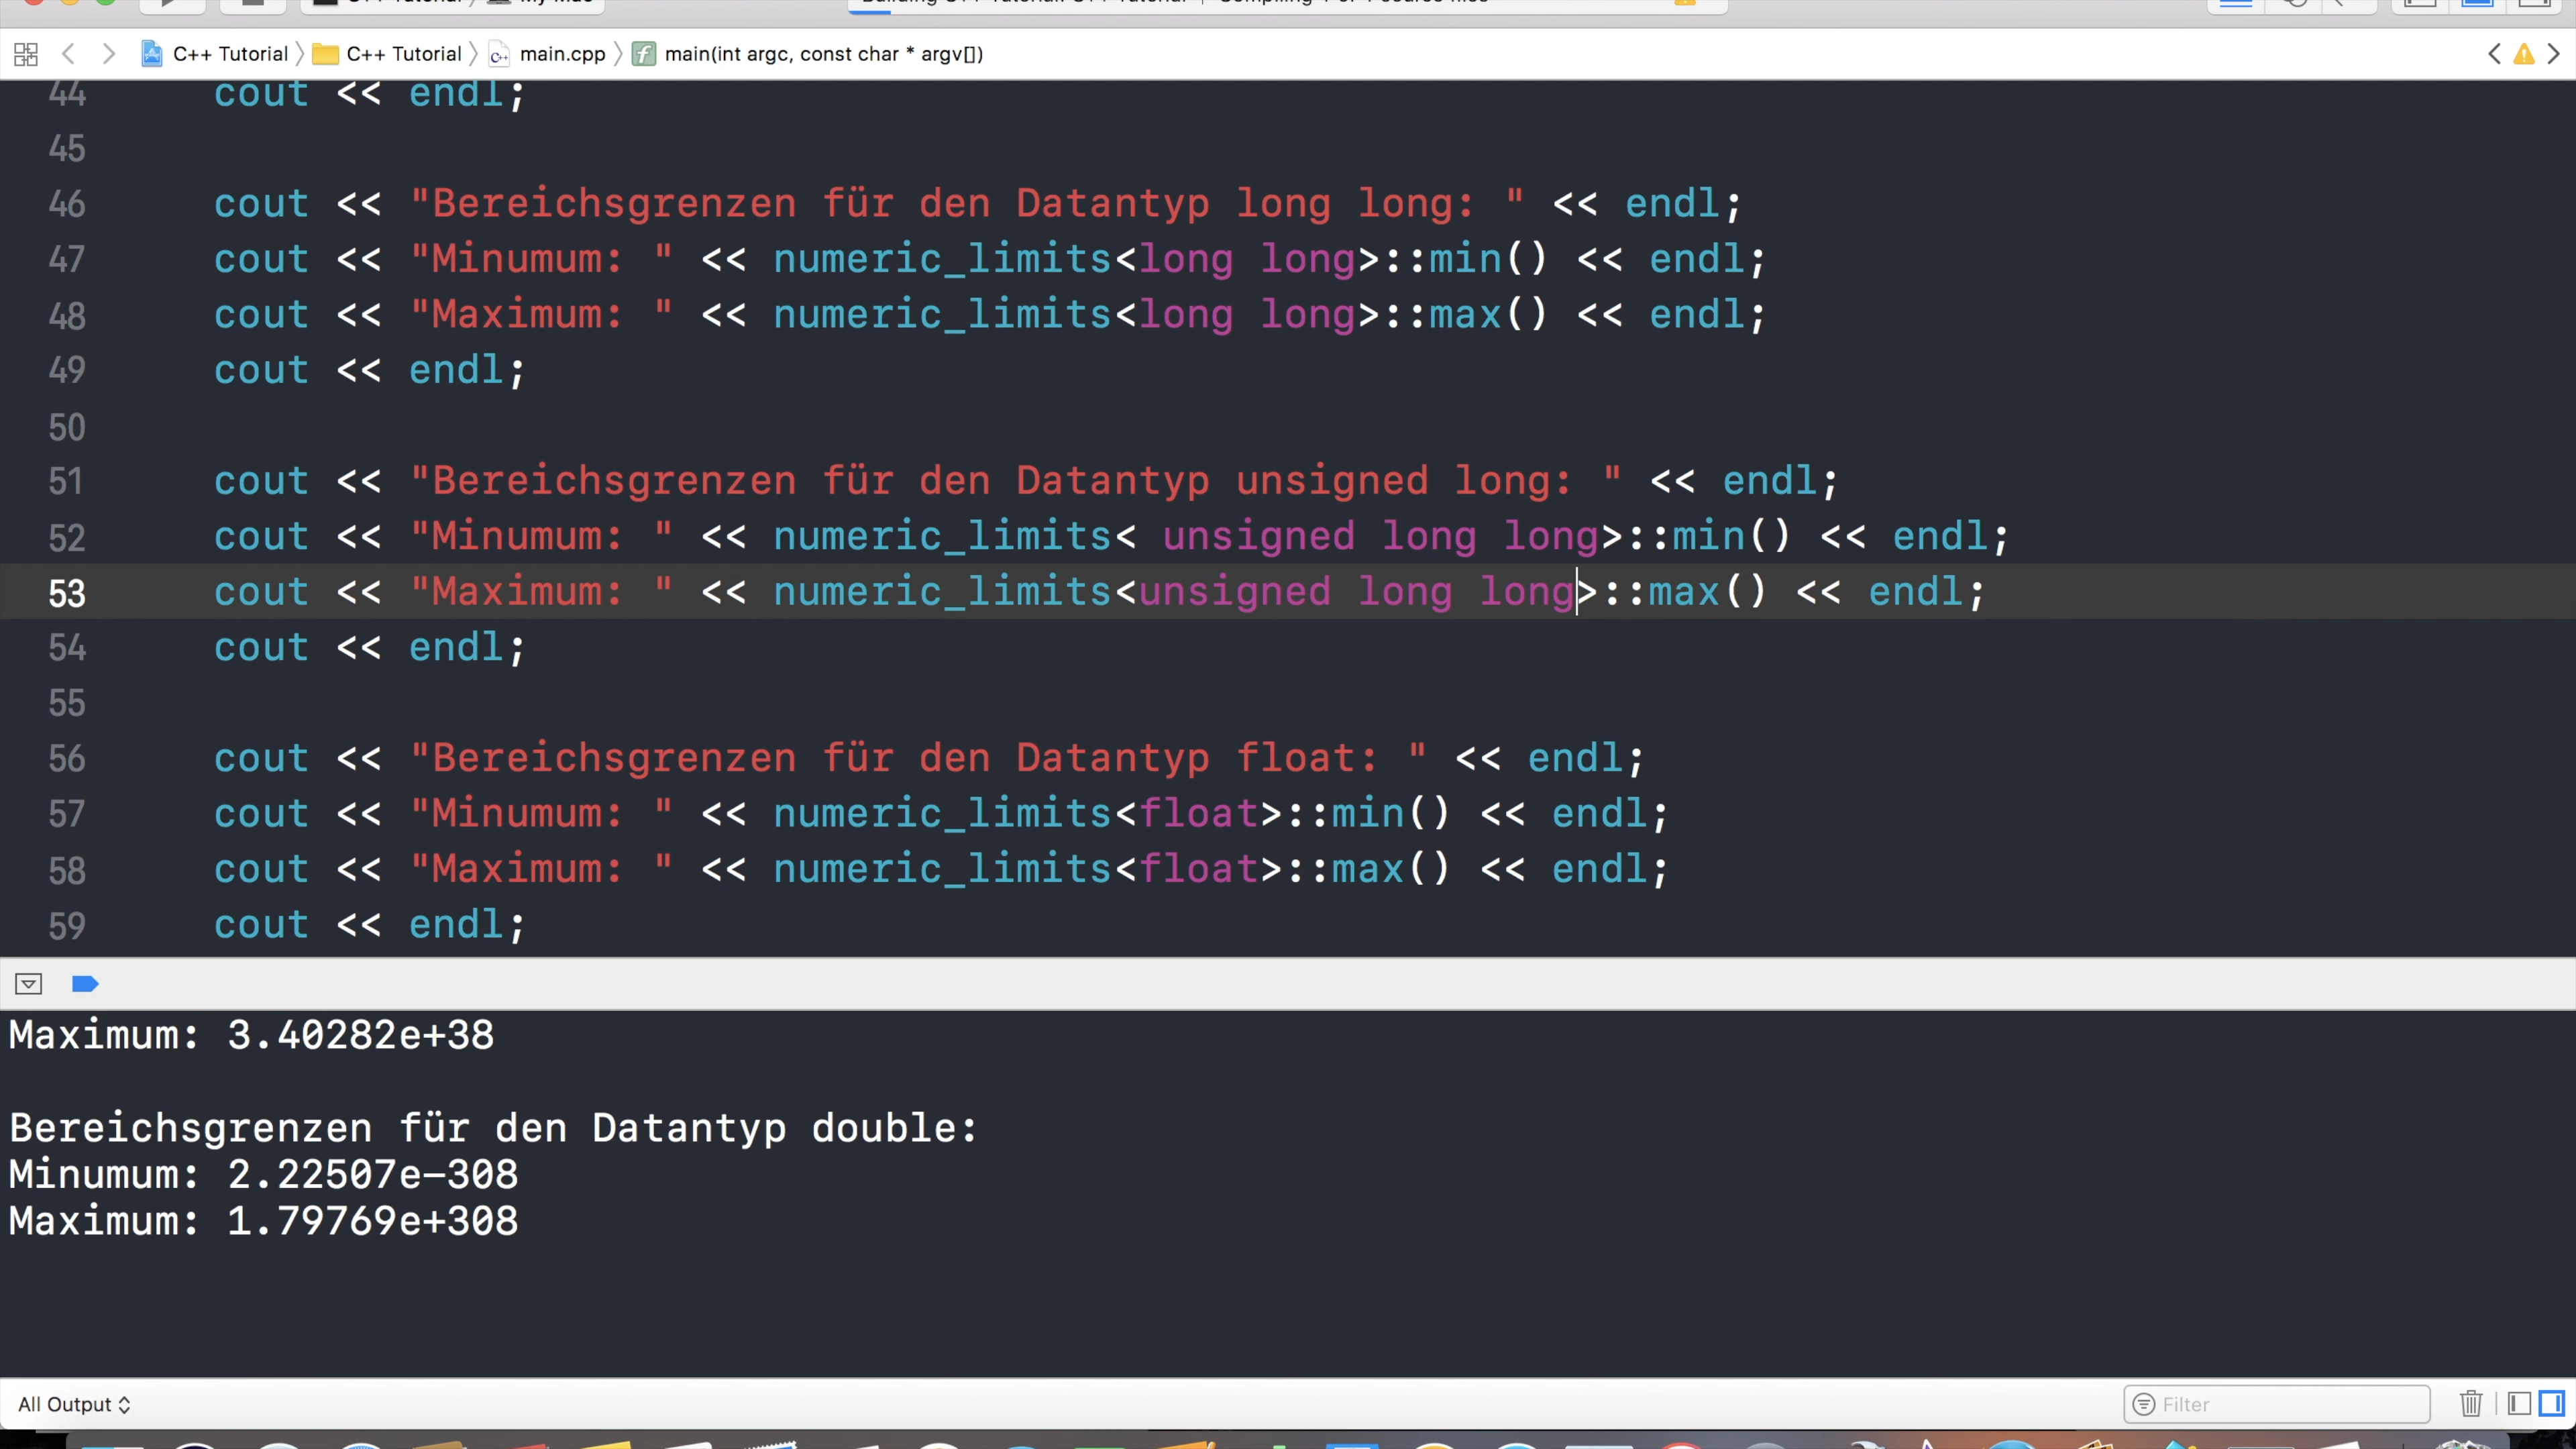 C++ Tutorial C++ Tutorial main.cpp main(int argc, const char * argv[])
44 cout << endl;
45
46 cout << "Bereichsgrenzen für den Datantyp long long: " << endl;
47 cout << "Minumum: " << numeric_limits<long long>::min() << endl;
48 cout << "Maximum: " << numeric_limits<long long>::max() << endl;
49 cout << endl;
50
51 cout << "Bereichsgrenzen für den Datantyp unsigned long: " << endl;
52 cout << "Minumum: " << numeric_limits< unsigned long long>::min() << endl;
53 cout << "Maximum: " << numeric_limits<unsigned long long>::max() << endl;
54 cout << endl;
55
56 cout << "Bereichsgrenzen für den Datantyp float: " << endl;
57 cout << "Minumum: " << numeric_limits<float>::min() << endl;
58 cout << "Maximum: " << numeric_limits<float>::max() << endl;
59 cout << endl;
Maximum: 3.40282e+38
Bereichsgrenzen für den Datantyp double:
Minumum: 2.22507e-308
Maximum: 1.79769e+308
All Output Filter